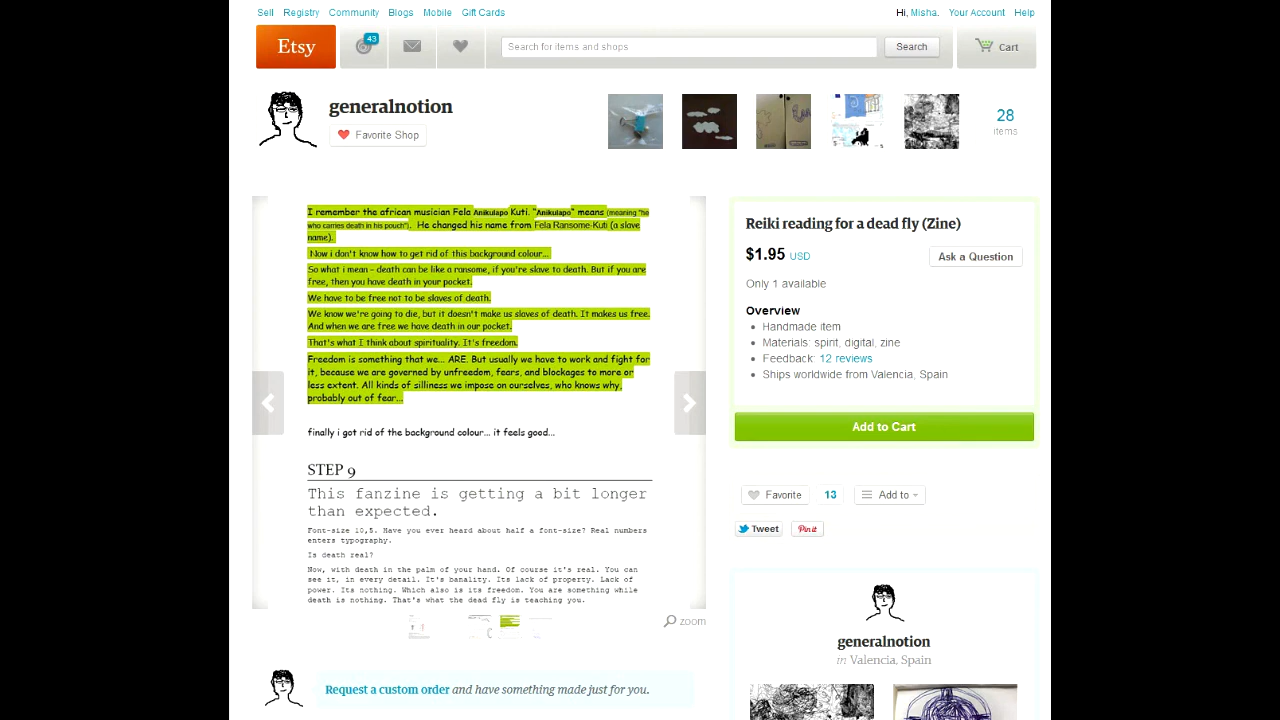 Sell Registry Community Blogs Mobile Gift Cards
Hi, Misha. Your Account Help
Etsy
43
Search for items and shops
Search
Cart
generalnotion
Favorite Shop
28
items
I remember the african musician Fela Anikulapo Kuti. "Anikulapo" means (meaning "he
who carries death in his pouch"). He changed his name from Fela Ransome-Kuti (a slave
name).
Now i don't know how to get rid of this background colour...
So what i mean - death can be like a ransome, if you're slave to death. But if you are
free, then you have death in your pocket.
We have to be free not to be slaves of death.
We know we're going to die, but it doesn't make us slaves of death. It makes us free.
And when we are free we have death in our pocket.
That's what I think about spirituality. It's freedom.
Freedom is something that we... ARE. But usually we have to work and fight for
it, because we are governed by unfreedom, fears, and blockages to more or
less extent. All kinds of silliness we impose on ourselves, who knows why,
probably out of fear...
finally i got rid of the background colour... it feels good...
STEP 9
This fanzine is getting a bit longer
than expected.
Font-size 10,5. Have you ever heard about half a font-size? Real numbers
enters typography.
Is death real?
Now, with death in the palm of your hand. Of course it's real. You can
see it, in every detail. It's banality. Its lack of property. Lack of
power. Its nothing. Which also is its freedom. You are something while
death is nothing. That's what the dead fly is teaching you.
zoom
Request a custom order and have something made just for you.
Reiki reading for a dead fly (Zine)
$1.95 USD
Ask a Question
Only 1 available
Overview
Handmade item
Materials: spirit, digital, zine
Feedback: 12 reviews
Ships worldwide from Valencia, Spain
Add to Cart
Favorite
13
Add to
Tweet
Pin it
generalnotion
in Valencia, Spain